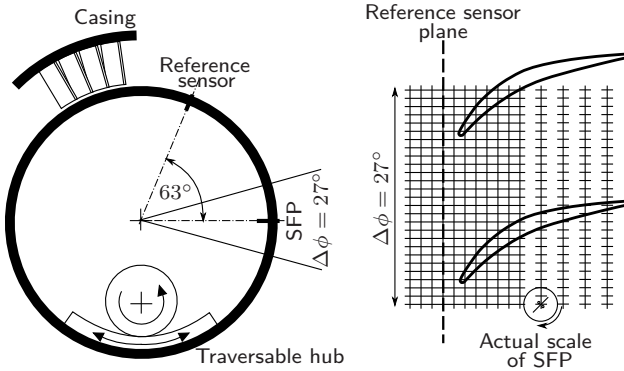 Casing
Reference
sensor
63°
SFP
Δϕ = 27°
Traversable hub
Reference sensor
plane
Δϕ = 27°
Actual scale
of SFP